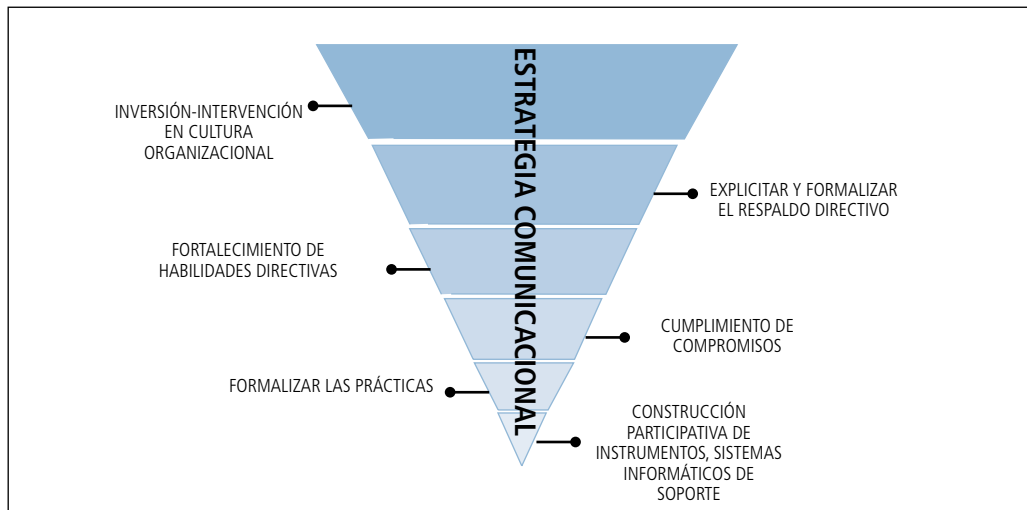 ESTRATEGIA COMUNICACIONAL
INVERSIÓN-INTERVENCIÓN
EN CULTURA
ORGANIZACIONAL
EXPLICITAR Y FORMALIZAR
EL RESPALDO DIRECTIVO
FORTALECIMIENTO DE
HABILIDADES DIRECTIVAS
CUMPLIMIENTO DE
COMPROMISOS
FORMALIZAR LAS PRÁCTICAS
CONSTRUCCIÓN
PARTICIPATIVA DE
INSTRUMENTOS, SISTEMAS
INFORMÁTICOS DE
SOPORTE